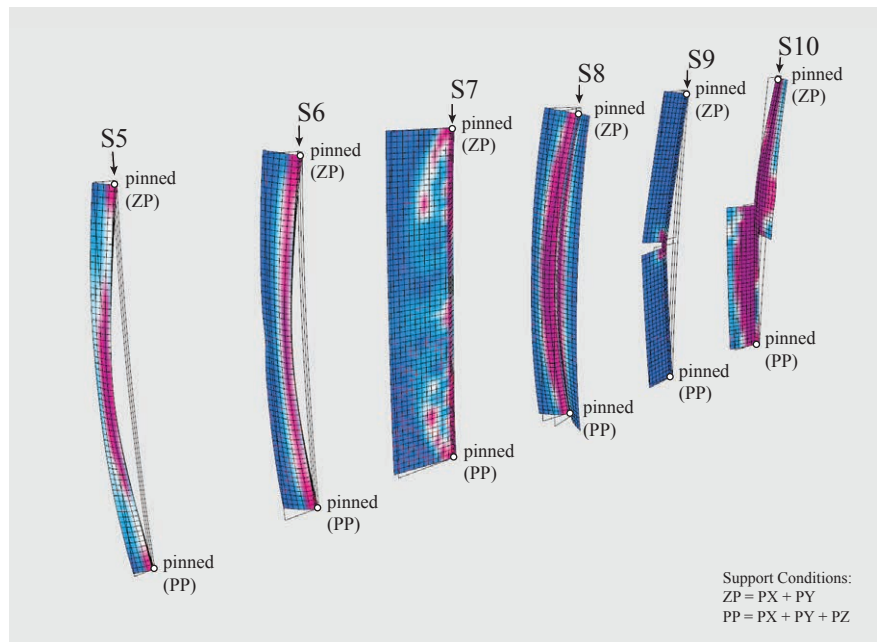 S5
pinned
(ZP)
pinned
(PP)
S6
pinned
(ZP)
pinned
(PP)
S7
pinned
(ZP)
pinned
(PP)
S8
pinned
(ZP)
pinned
(PP)
S9
pinned
(ZP)
pinned
(PP)
S10
pinned
(ZP)
pinned
(PP)
Support Conditions:
ZP = PX + PY
PP = PX + PY + PZ